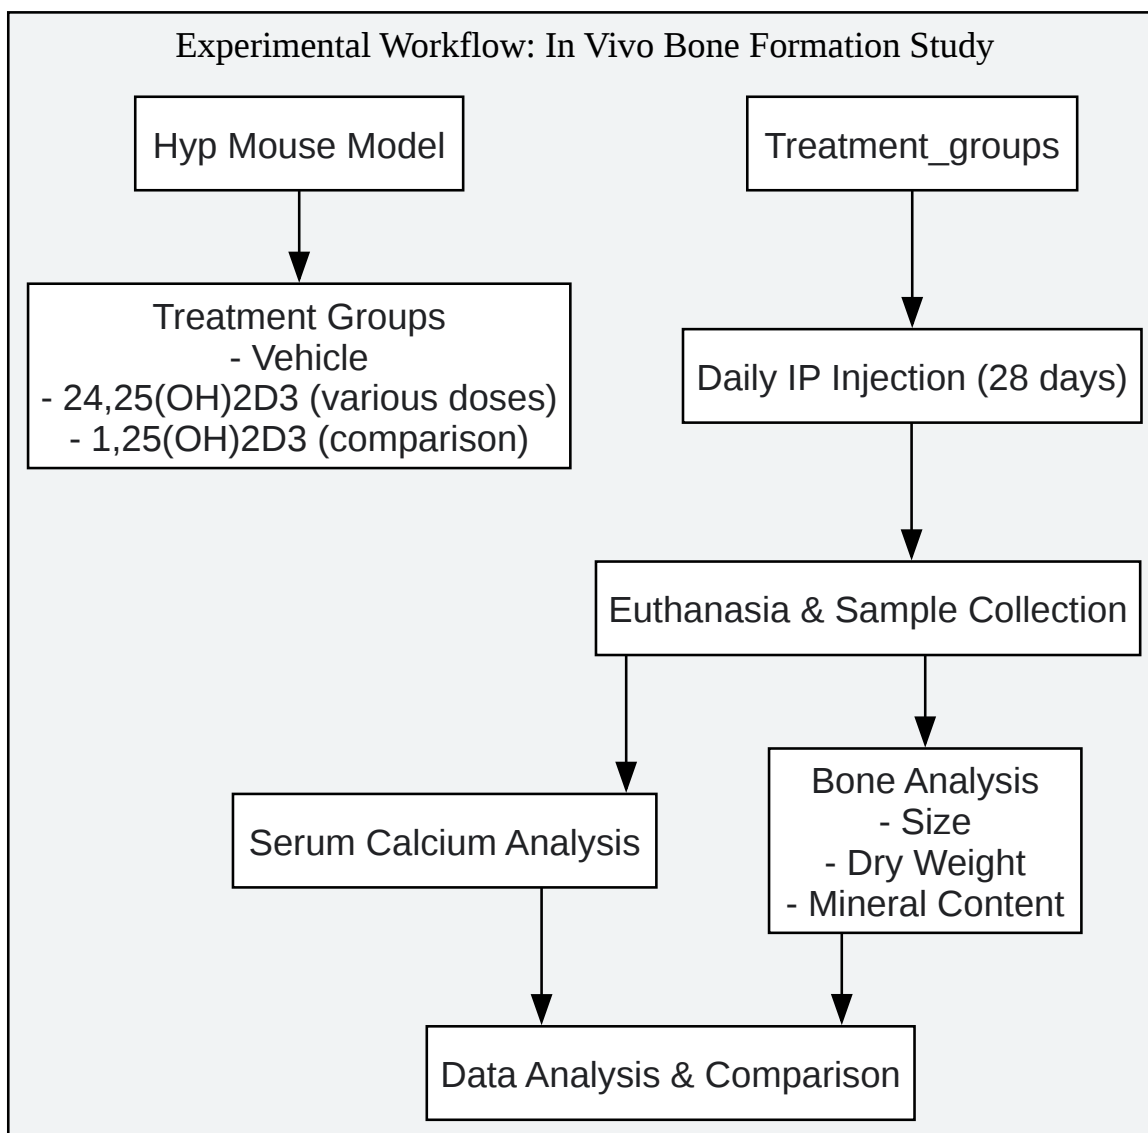 Experimental Workflow: In Vivo Bone Formation Study
Hyp Mouse Model
Treatment_groups
Treatment Groups
- Vehicle
- 24,25(OH)2D3 (various doses)
- 1,25(OH)2D3 (comparison)
Daily IP Injection (28 days)
Euthanasia & Sample Collection
Serum Calcium Analysis
Bone Analysis
- Size
- Dry Weight
- Mineral Content
Data Analysis & Comparison